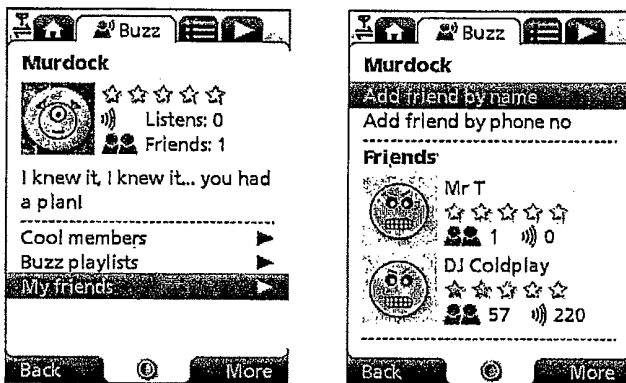 Buzz
Murdock
Listens: 0
Friends: 1
I knew it, I knew it... you had
a plan!
Cool members
Buzz playlists
My friends
Back
More
Buzz
Murdock
Add friend by name
Add friend by phone no
Friends
Mr T
1 0
DJ Coldplay
57 220
Back
More